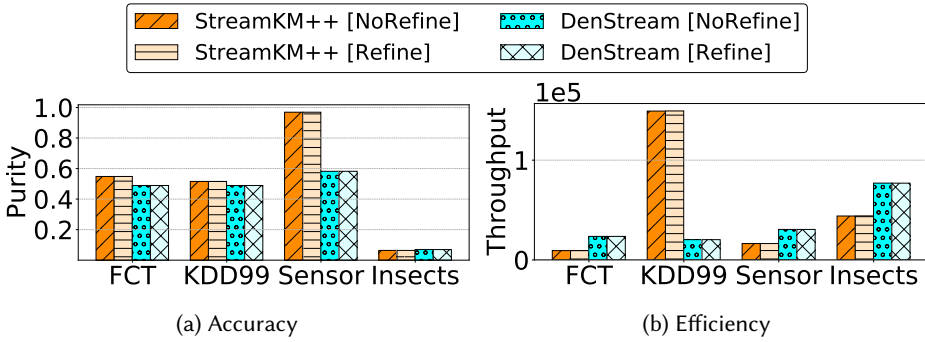 StreamKM++ [NoRefine] DenStream [NoRefine]
StreamKM++ [Refine] DenStream [Refine]
Purity
1.0
0.8
0.6
0.4
0.2
FCT KDD99 Sensor Insects
(a) Accuracy
Throughput
1e5
1
0
FCT KDD99 Sensor Insects
(b) Efficiency